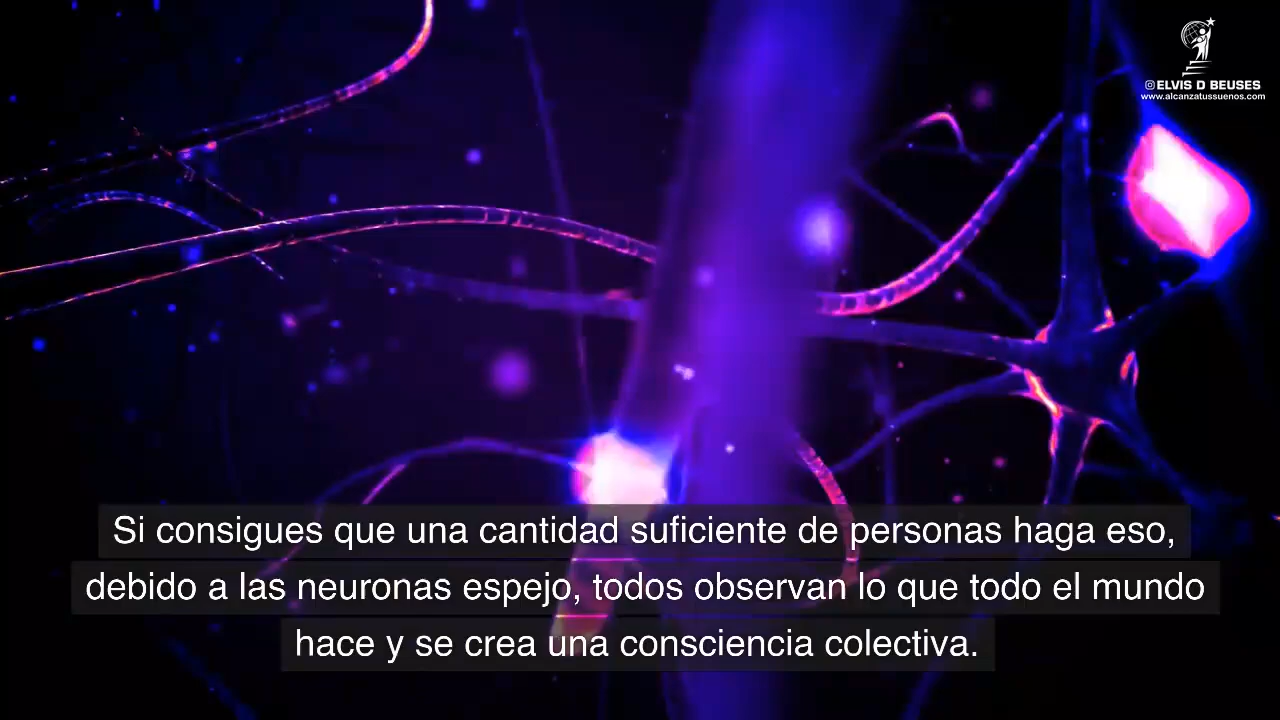 ELVIS D BEUSES
www.alcanzatussuenos.com
Si consigues que una cantidad suficiente de personas haga eso,
debido a las neuronas espejo, todos observan lo que todo el mundo
hace y se crea una consciencia colectiva.